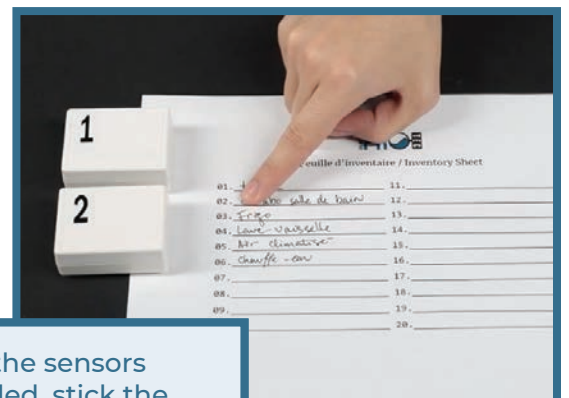 1
2
euille d'inventaire / Inventory Sheet
01.
02. abo salle de bain
03. Frigo
04. Lave-vaisselle
05. Air climatisé
06. Chauffe-eau
07.
08.
09.
11.
12.
13.
14.
15.
16.
17.
18.
19.
20.
the sensors
led, stick the